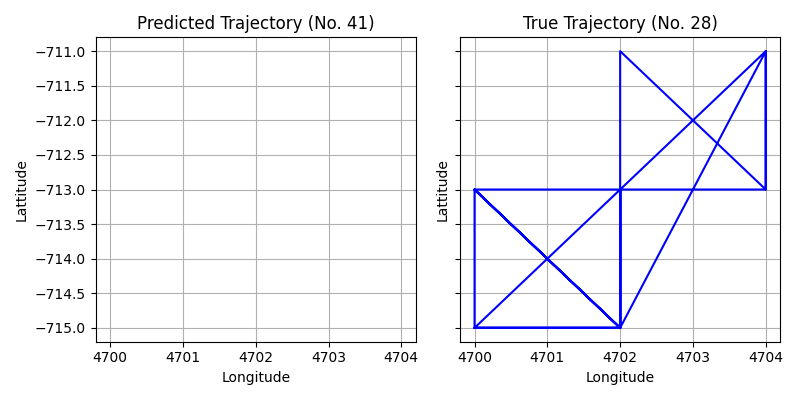 Predicted Trajectory (No. 41)
Lattitude
−711.0
−711.5
−712.0
−712.5
−713.0
−713.5
−714.0
−714.5
−715.0
4700 4701 4702 4703 4704
Longitude
True Trajectory (No. 28)
Lattitude
4700 4701 4702 4703 4704
Longitude